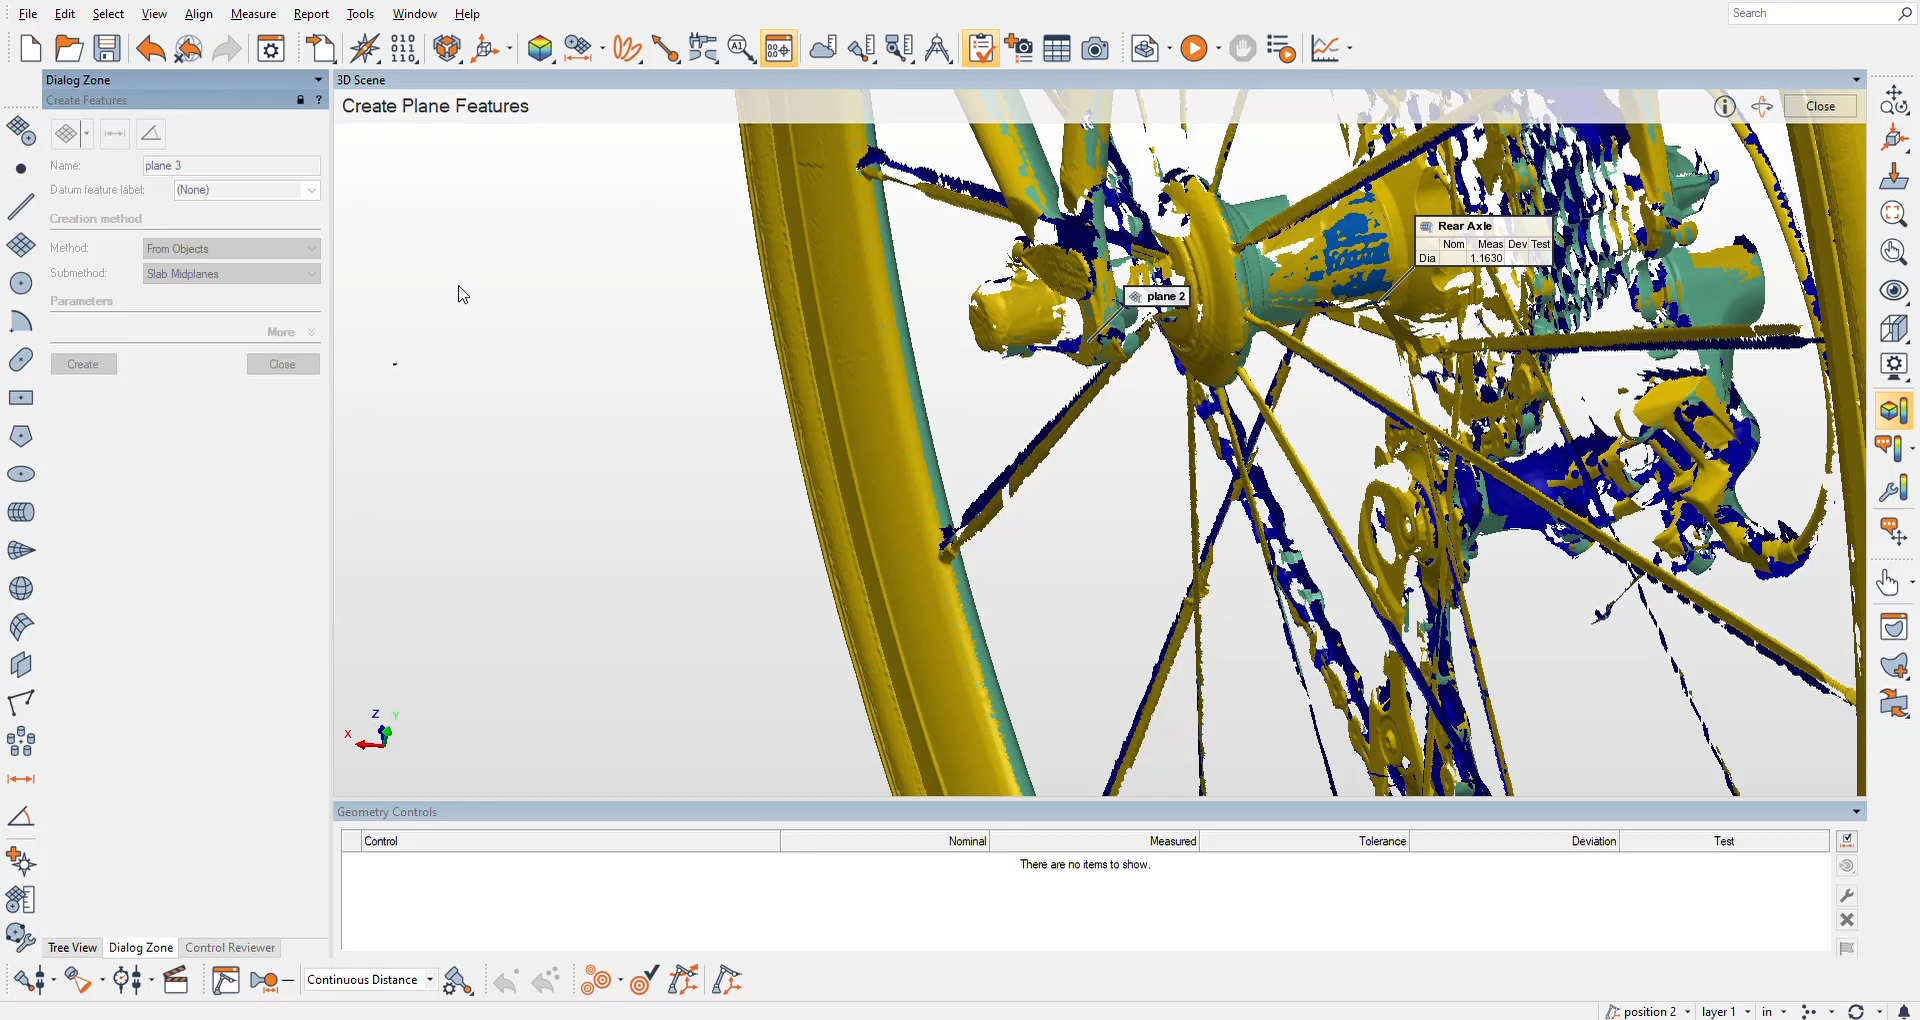 File Edit Select View Align Measure Report Tools Window Help
Search
Dialog Zone
Create Features
?
Name: plane 3
Datum feature label: (None)
Creation method
Method: From Objects
Submethod: Slab Midplanes
Parameters
More
Create Close
3D Scene
Create Plane Features
Close
Rear Axle
Nom Meas Dev Test
Dia 1.1630
plane 2
Z Y
X
Geometry Controls
Control Nominal Measured Tolerance Deviation Test
There are no items to show.
Tree View Dialog Zone Control Reviewer
Continuous Distance
position 2 layer 1 in